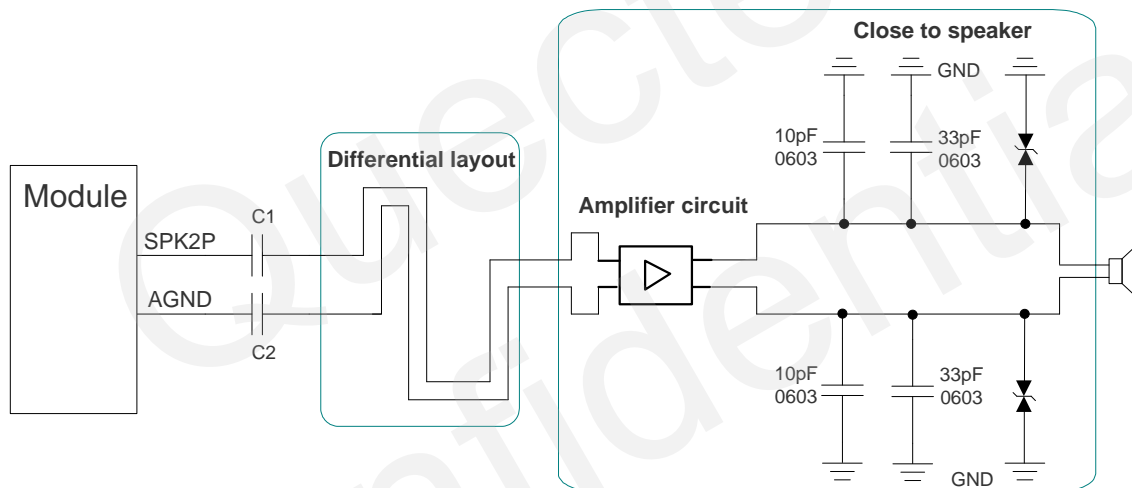 Close to speaker
GND
10pF
0603
33pF
0603
Differential layout
Module
Amplifier circuit
C1
SPK2P
AGND
C2
10pF
0603
33pF
0603
GND